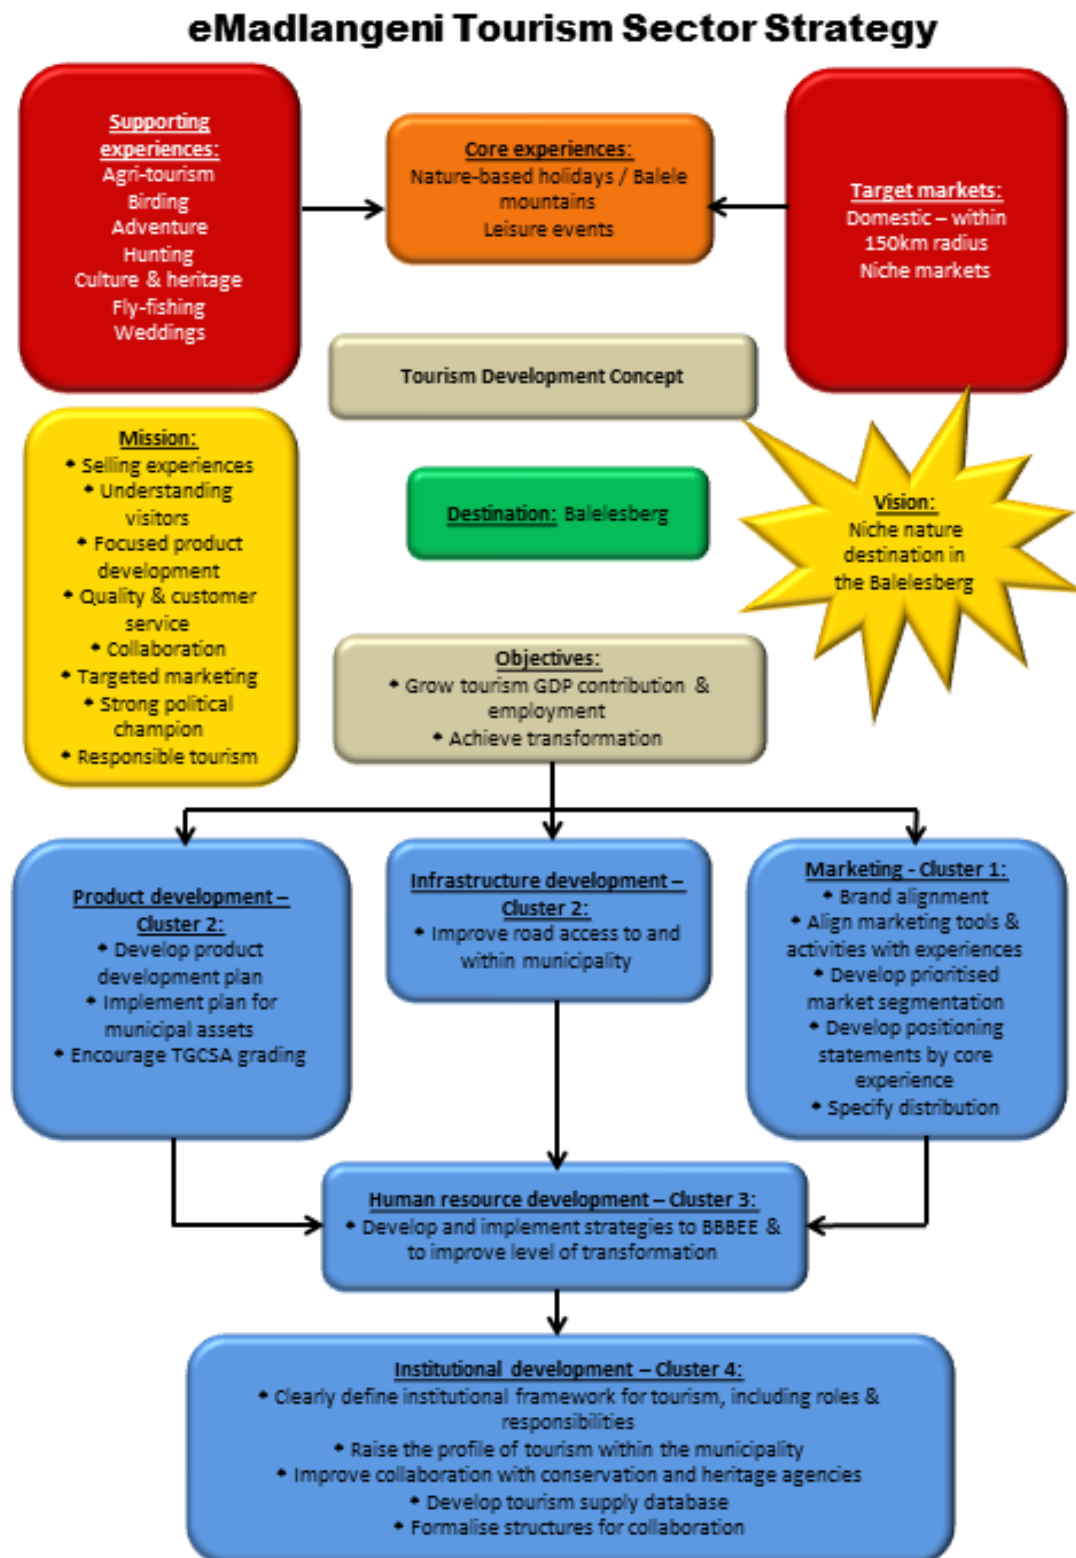 eMadlangeni Tourism Sector Strategy
Supporting
experiences:
Agri-tourism
Birding
Adventure
Hunting
Culture & heritage
Fly-fishing
Weddings
Core experiences:
Nature-based holidays / Balele
mountains
Leisure events
Target markets:
Domestic – within
150km radius
Niche markets
Tourism Development Concept
Mission:
• Selling experiences
• Understanding
visitors
• Focused product
development
• Quality & customer
service
• Collaboration
• Targeted marketing
• Strong political
champion
• Responsible tourism
Destination: Balelesberg
Vision:
Niche nature
destination in
the Balelesberg
Objectives:
• Grow tourism GDP contribution &
employment
• Achieve transformation
Product development –
Cluster 2:
• Develop product
development plan
• Implement plan for
municipal assets
• Encourage TGCSA grading
Infrastructure development –
Cluster 2:
• Improve road access to and
within municipality
Marketing - Cluster 1:
• Brand alignment
• Align marketing tools &
activities with experiences
• Develop prioritised
market segmentation
• Develop positioning
statements by core
experience
• Specify distribution
Human resource development – Cluster 3:
• Develop and implement strategies to BBBEE &
to improve level of transformation
Institutional development – Cluster 4:
• Clearly define institutional framework for tourism, including roles &
responsibilities
• Raise the profile of tourism within the municipality
• Improve collaboration with conservation and heritage agencies
• Develop tourism supply database
• Formalise structures for collaboration